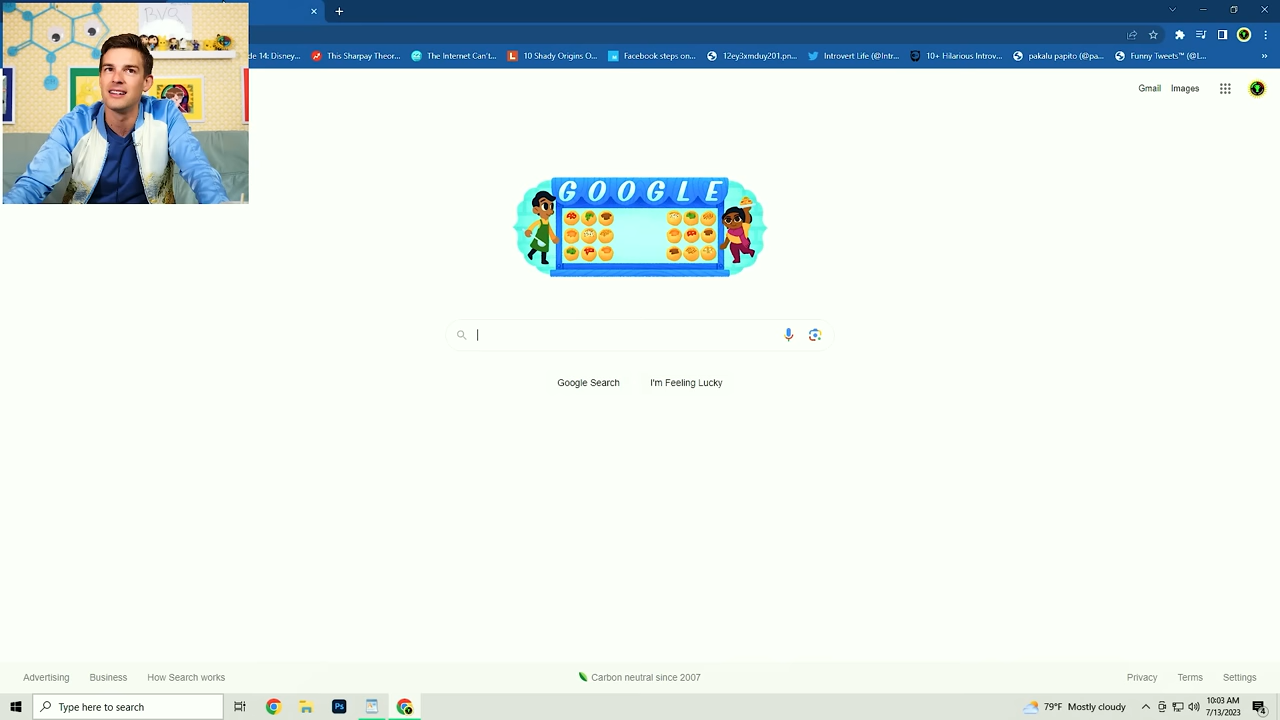 BVQ
de 14: Disney... This Sharpay Theor... The Internet Can't... 10 Shady Origins O... Facebook steps on... 12ey3xmduy201.pn... Introvert Life (@Intr... 10+ Hilarious Introv... pakalu papito (@pa... Funny Tweets™ (@L... »
Gmail Images
GOOGLE
Google Search I'm Feeling Lucky
Advertising Business How Search works Carbon neutral since 2007 Privacy Terms Settings
Type here to search Ps 79°F Mostly cloudy 10:03 AM
7/13/2023 4